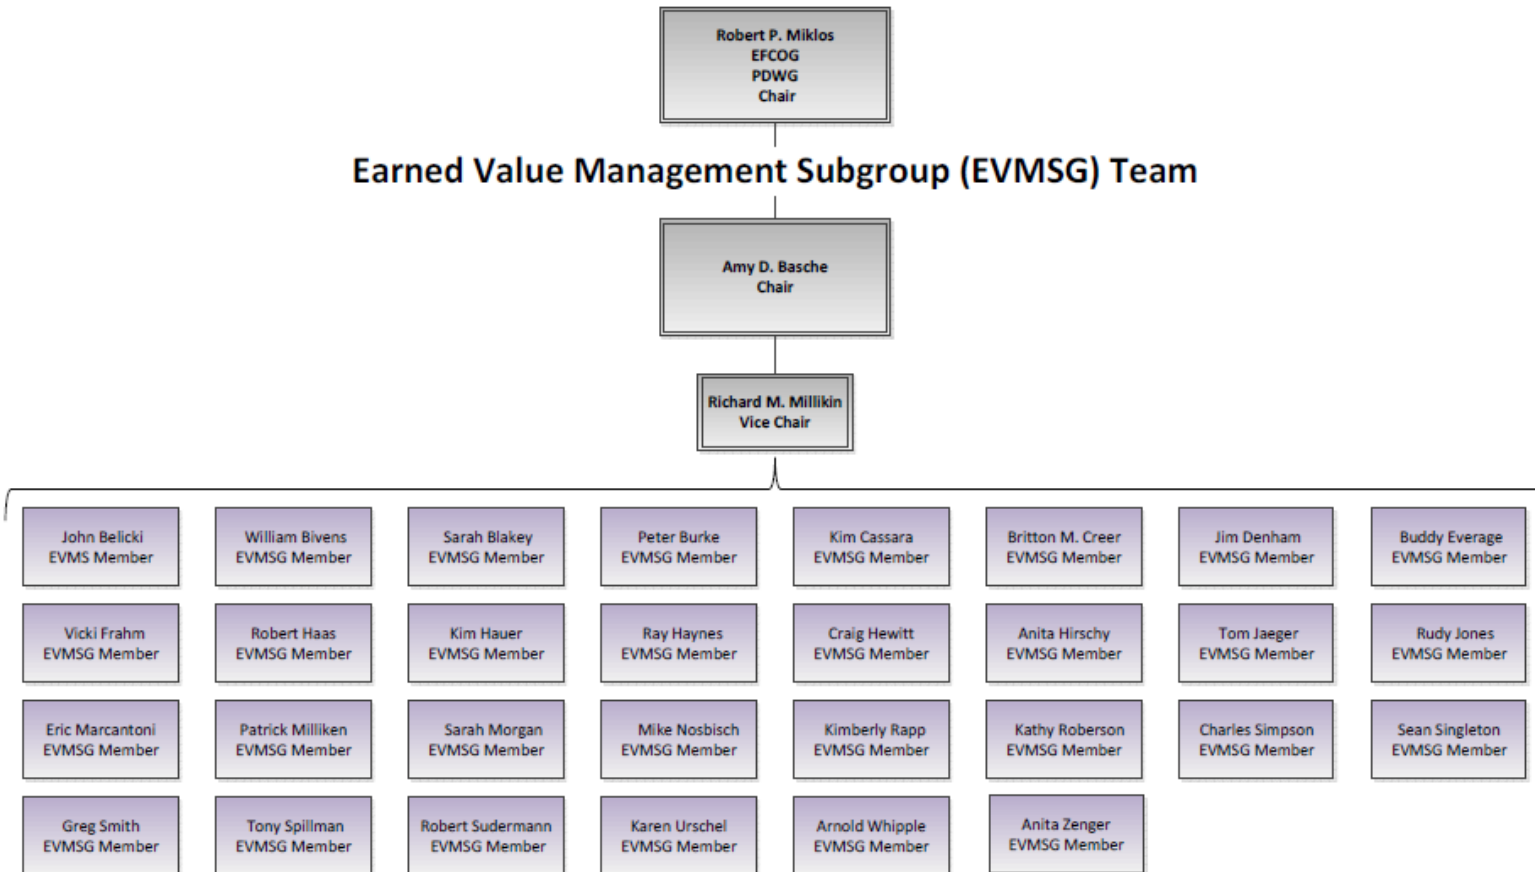 Robert P. Miklos
EFCOG
PDWG
Chair
Earned Value Management Subgroup (EVMSG) Team
Amy D. Basche
Chair
Richard M. Millikin
Vice Chair
John Belicki
EVMS Member
William Bivens
EVMSG Member
Sarah Blakey
EVMSG Member
Peter Burke
EVMSG Member
Kim Cassara
EVMSG Member
Britton M. Creer
EVMSG Member
Jim Denham
EVMSG Member
Buddy Everage
EVMSG Member
Vicki Frahm
EVMSG Member
Robert Haas
EVMSG Member
Kim Hauer
EVMSG Member
Ray Haynes
EVMSG Member
Craig Hewitt
EVMSG Member
Anita Hirschy
EVMSG Member
Tom Jaeger
EVMSG Member
Rudy Jones
EVMSG Member
Eric Marcantoni
EVMSG Member
Patrick Milliken
EVMSG Member
Sarah Morgan
EVMSG Member
Mike Nosbisch
EVMSG Member
Kimberly Rapp
EVMSG Member
Kathy Roberson
EVMSG Member
Charles Simpson
EVMSG Member
Sean Singleton
EVMSG Member
Greg Smith
EVMSG Member
Tony Spillman
EVMSG Member
Robert Sudermann
EVMSG Member
Karen Urschel
EVMSG Member
Arnold Whipple
EVMSG Member
Anita Zenger
EVMSG Member